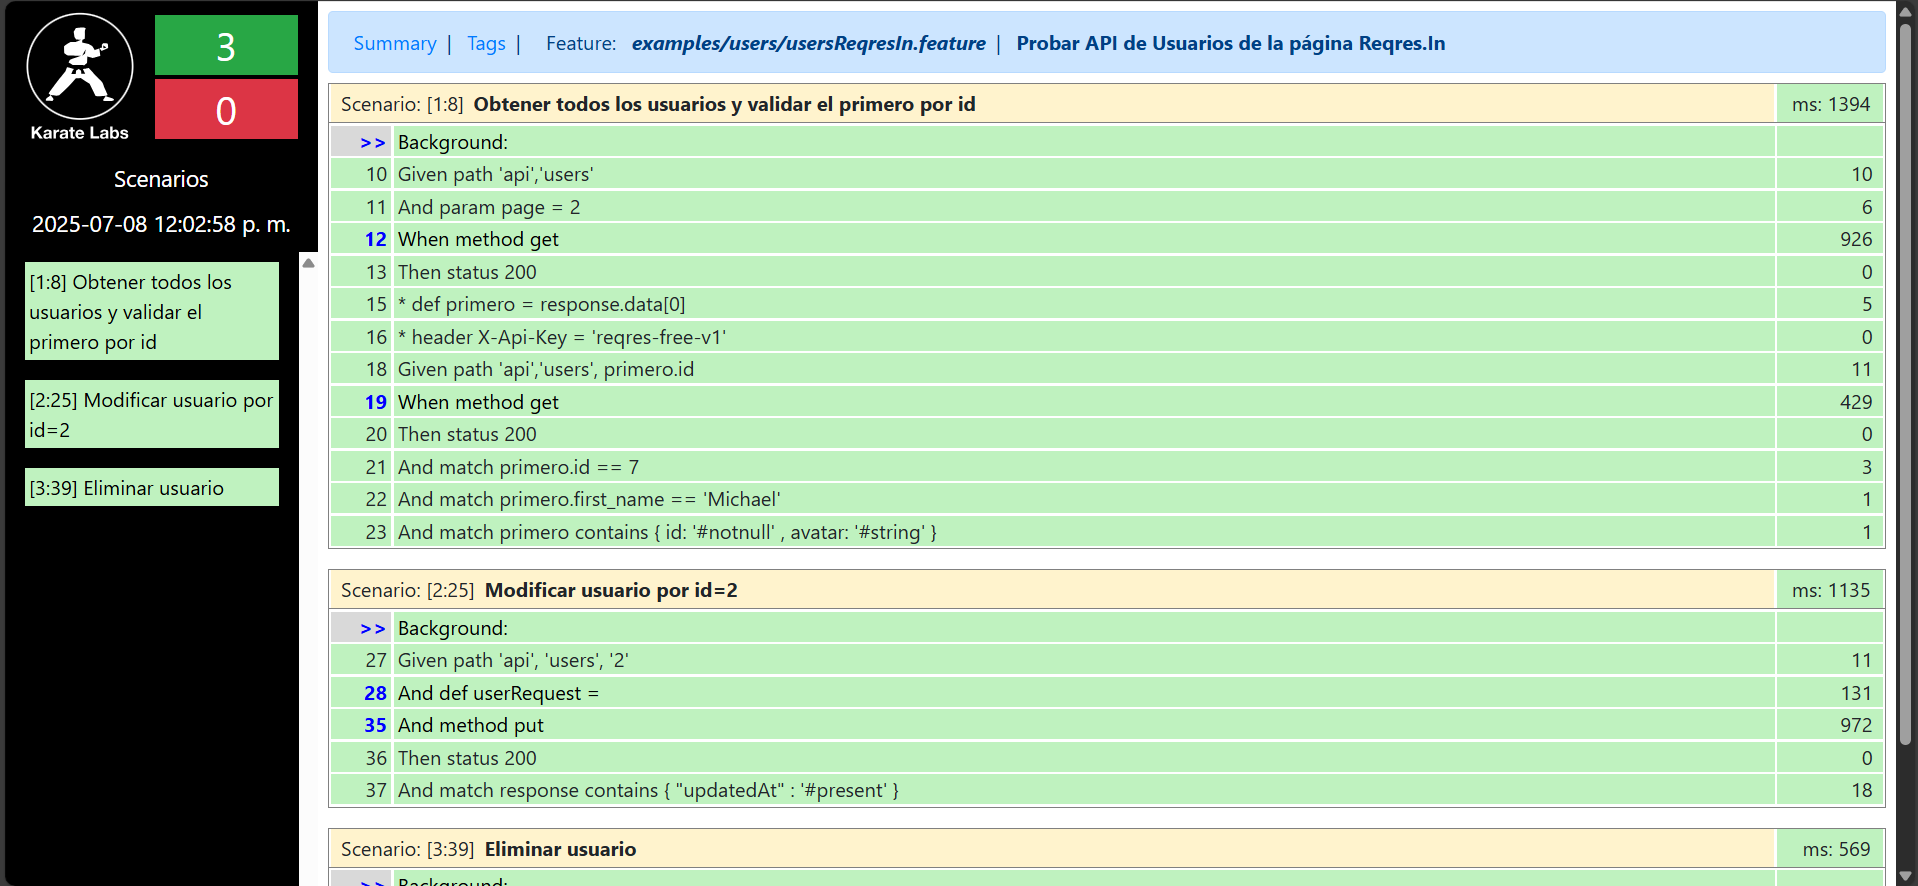 Karate Labs
3
0
Scenarios
2025-07-08 12:02:58 p. m.
[1:8] Obtener todos los
usuarios y validar el
primero por id
[2:25] Modificar usuario por
id=2
[3:39] Eliminar usuario
Summary | Tags | Feature: examples/users/usersReqresIn.feature | Probar API de Usuarios de la página Reqres.In
Scenario: [1:8] Obtener todos los usuarios y validar el primero por id ms: 1394
>> Background:
10 Given path 'api','users' 10
11 And param page = 2 6
12 When method get 926
13 Then status 200 0
15 * def primero = response.data[0] 5
16 * header X-Api-Key = 'reqres-free-v1' 0
18 Given path 'api','users', primero.id 11
19 When method get 429
20 Then status 200 0
21 And match primero.id == 7 3
22 And match primero.first_name == 'Michael' 1
23 And match primero contains { id: '#notnull' , avatar: '#string' } 1
Scenario: [2:25] Modificar usuario por id=2 ms: 1135
>> Background:
27 Given path 'api', 'users', '2' 11
28 And def userRequest = 131
35 And method put 972
36 Then status 200 0
37 And match response contains { "updatedAt" : '#present' } 18
Scenario: [3:39] Eliminar usuario ms: 569
>> Background: